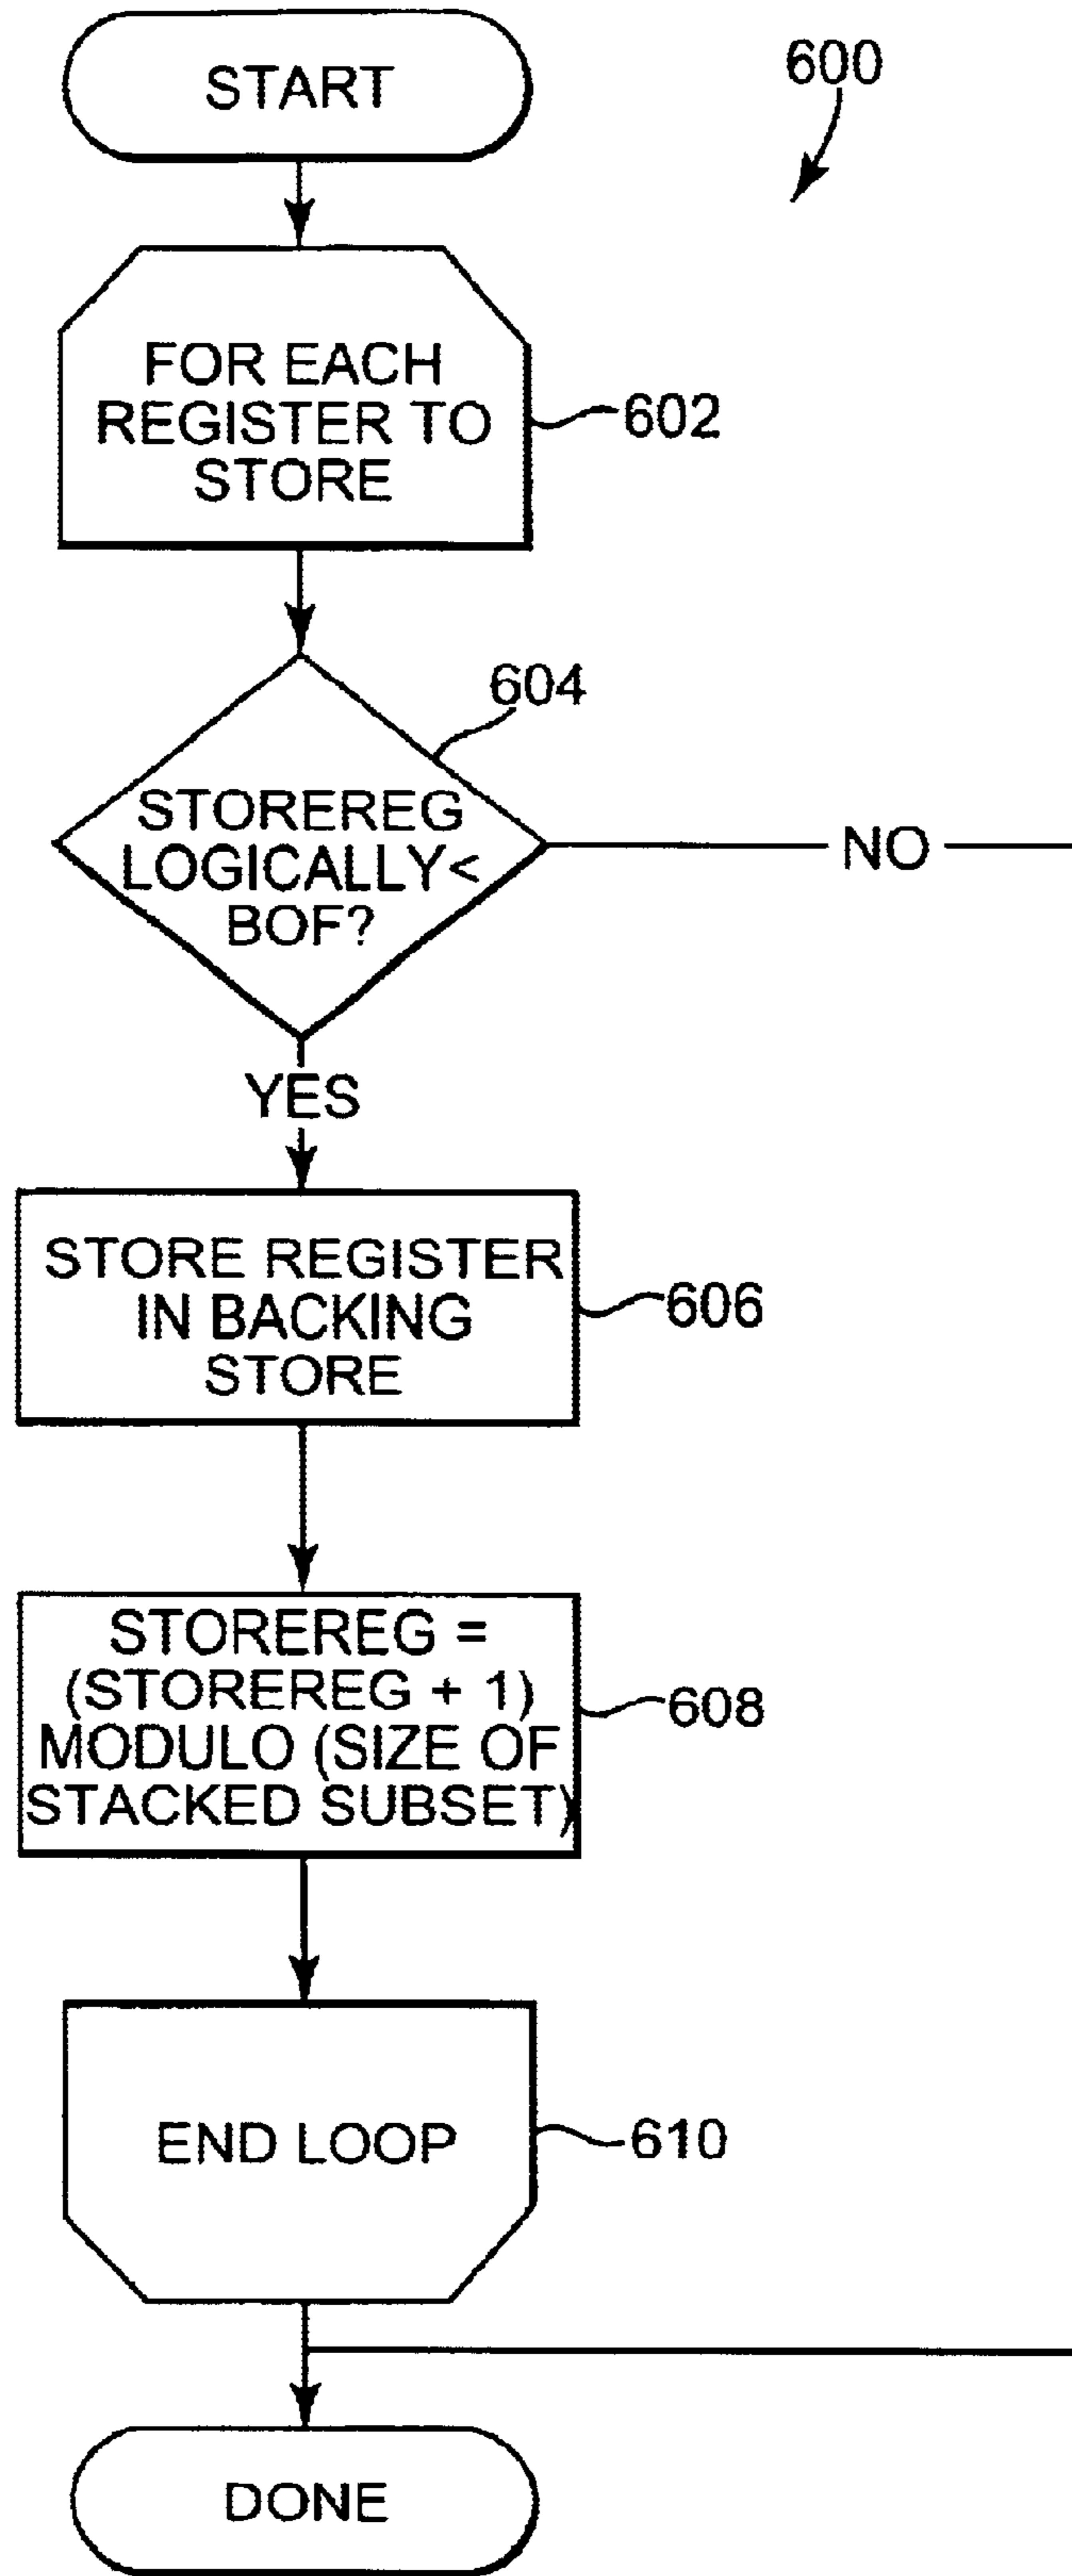 START
600
FOR EACH
REGISTER TO
STORE
602
604
STOREREG
LOGICALLY<
BOF?
NO
YES
STORE REGISTER
IN BACKING
STORE
606
STOREREG =
(STOREREG + 1)
MODULO (SIZE OF
STACKED SUBSET)
608
END LOOP
610
DONE